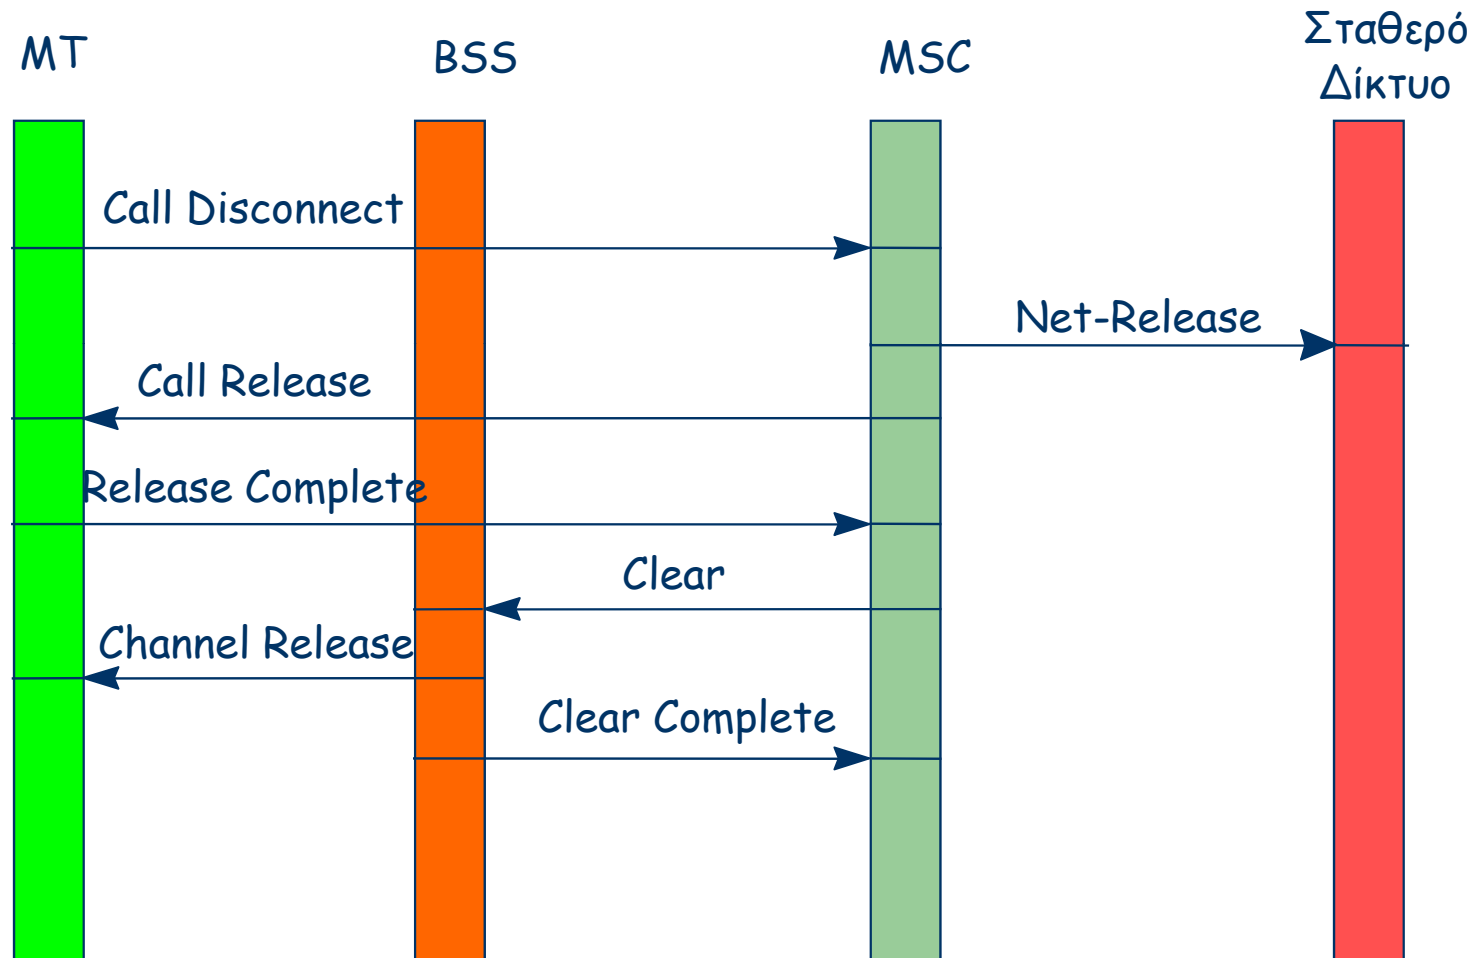 MT
BSS
MSC
Σταθερό
Δίκτυο
Call Disconnect
Net-Release
Call Release
Release Complete
Clear
Channel Release
Clear Complete